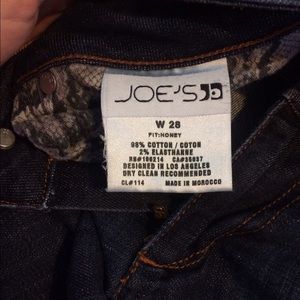 JOE'S
W 28
FIT:HONEY
98% COTTON / COTON
2% ELASTHANNE
RN#=106214 CA#35037
DESIGNED IN LOS ANGELES
DRY CLEAN RECOMMENDED
CL#114 MADE IN MOROCCO